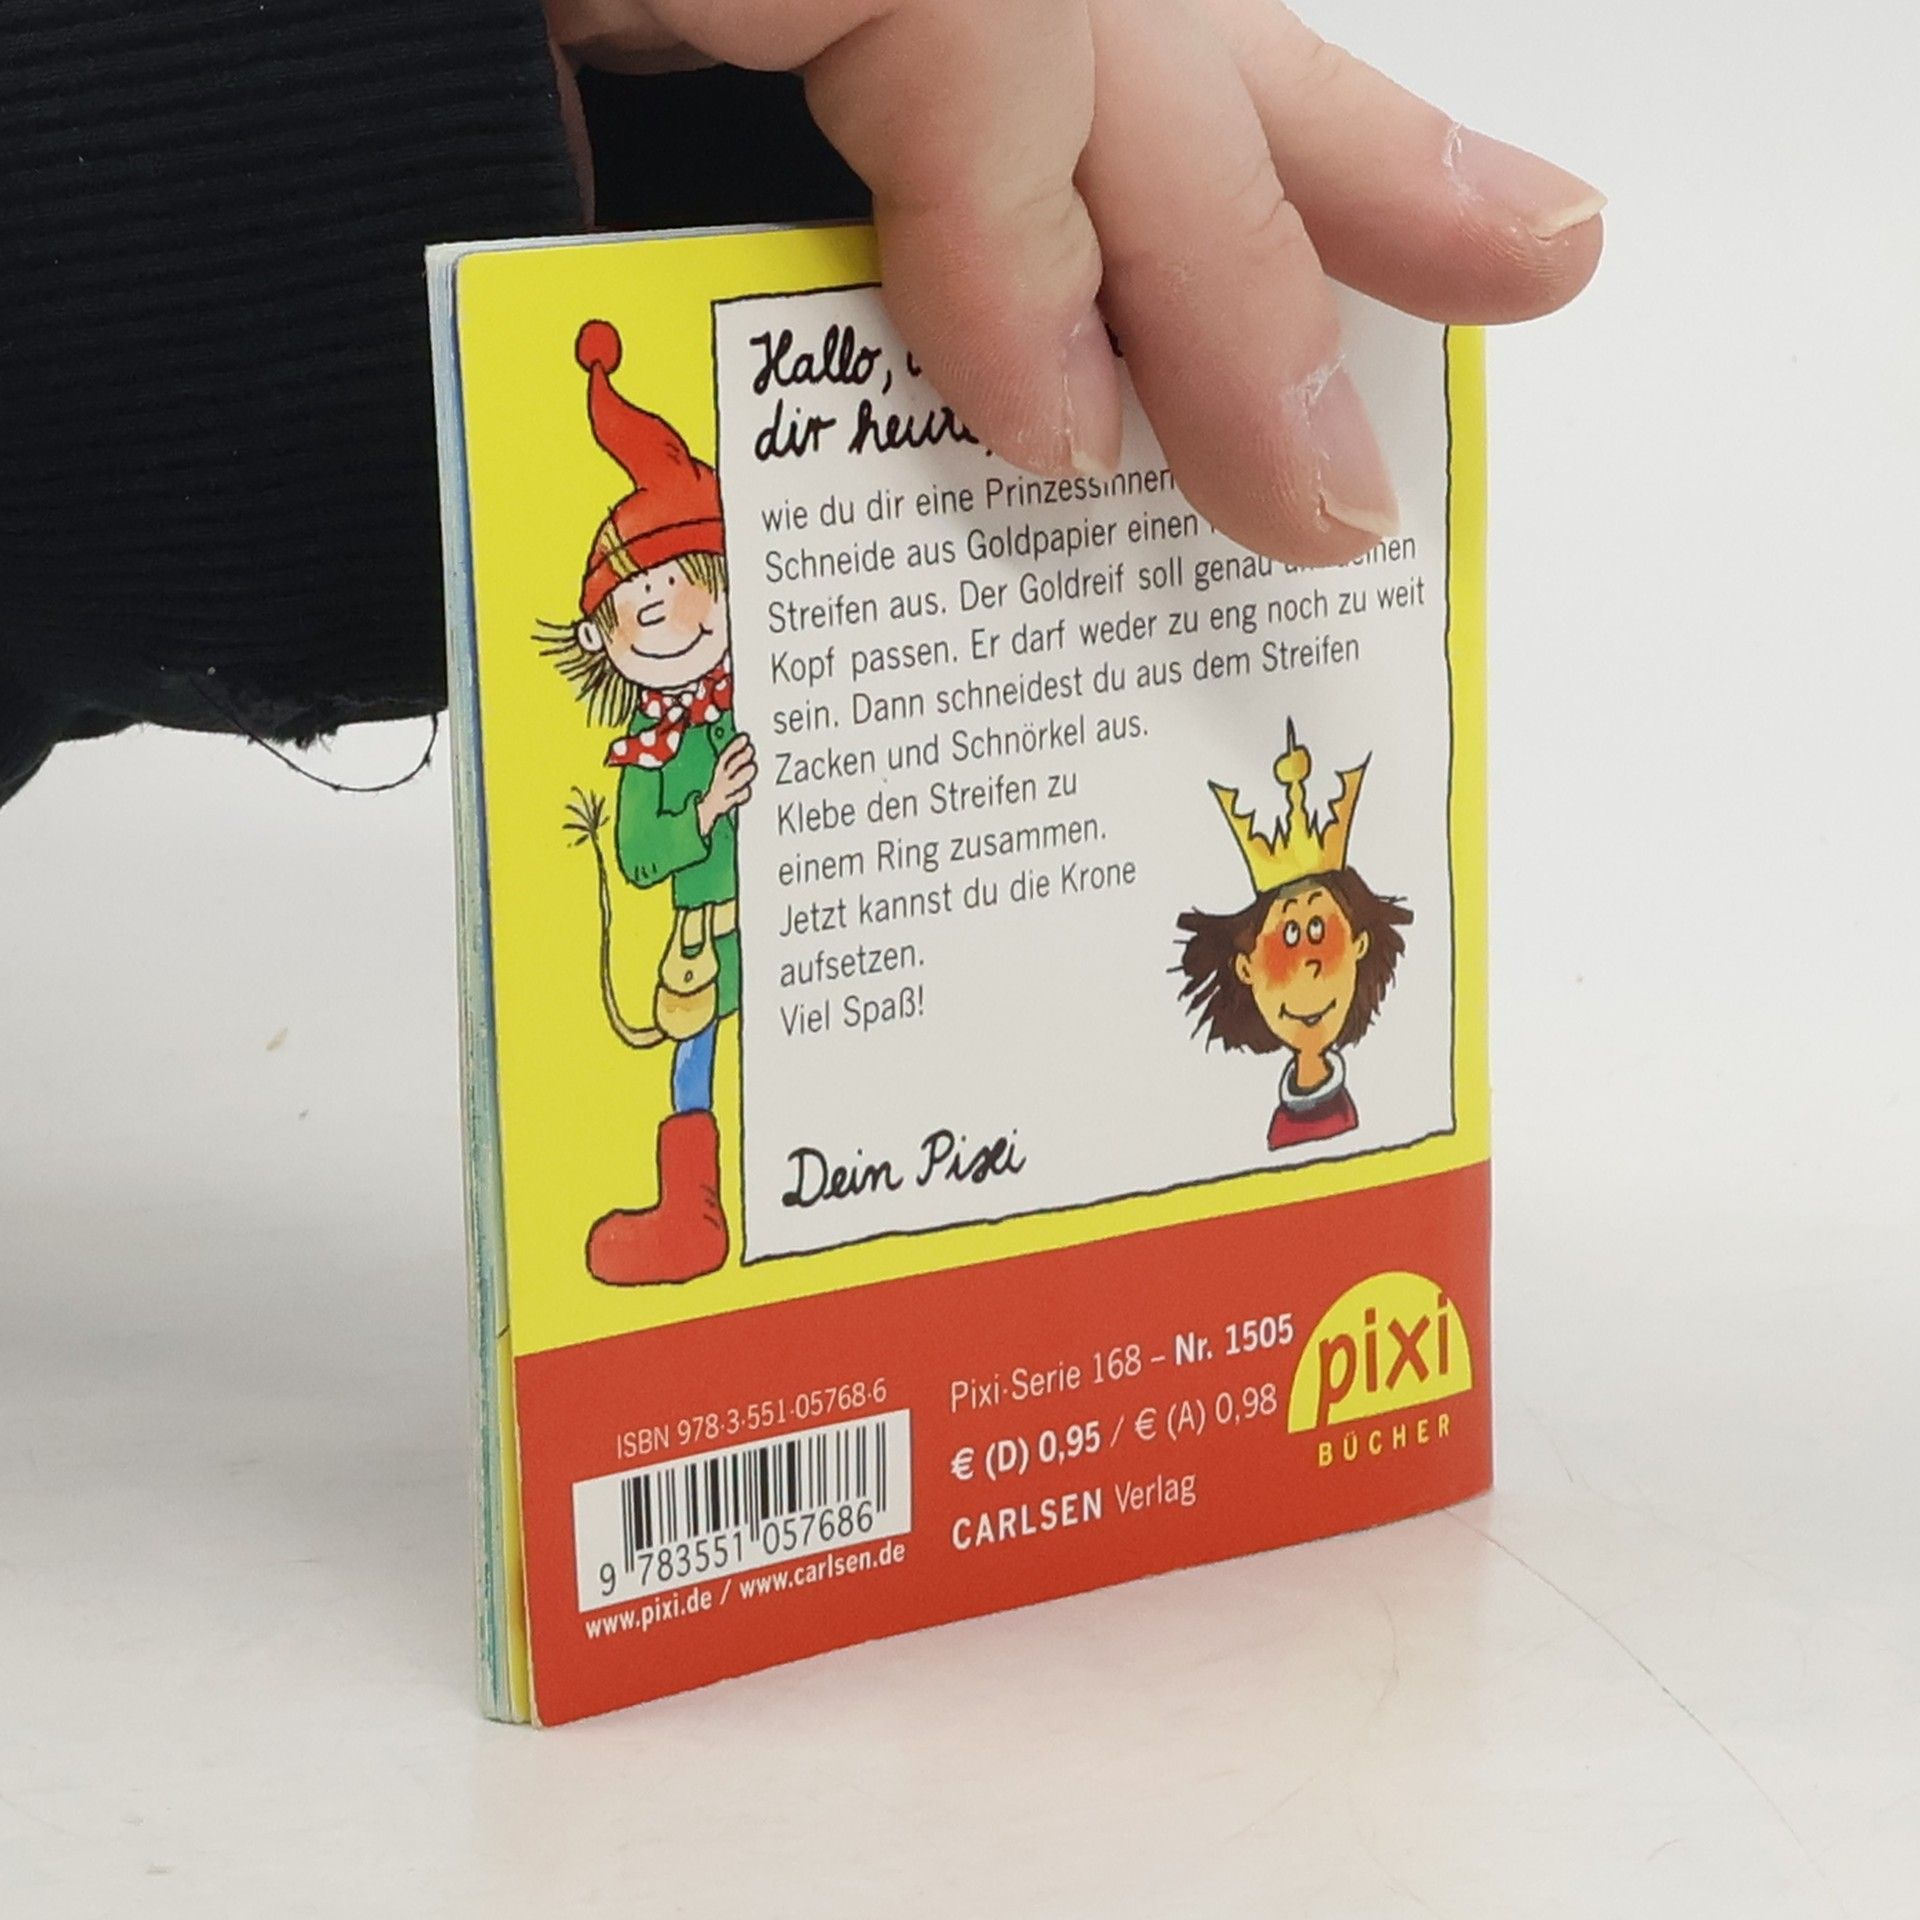 Hallo,
dir
wie du dir eine
Schneide aus Goldpapier einen
Streifen aus. Der Goldreif soll genau
Kopf passen. Er darf weder zu eng noch zu weit
sein. Dann schneidest du aus dem Streifen
Zacken und Schnörkel aus.
Klebe den Streifen zu
einem Ring zusammen.
Jetzt kannst du die Krone
aufsetzen.
Viel Spaß!
Dein Pixi
ISBN 978-3-551-05768-6
9 783551 057686
www.pixi.de / www.carlsen.de
Pixi-Serie 168 – Nr. 1505
€ (D) 0,95 / € (A) 0,98
CARLSEN Verlag
pixi
BÜCHER